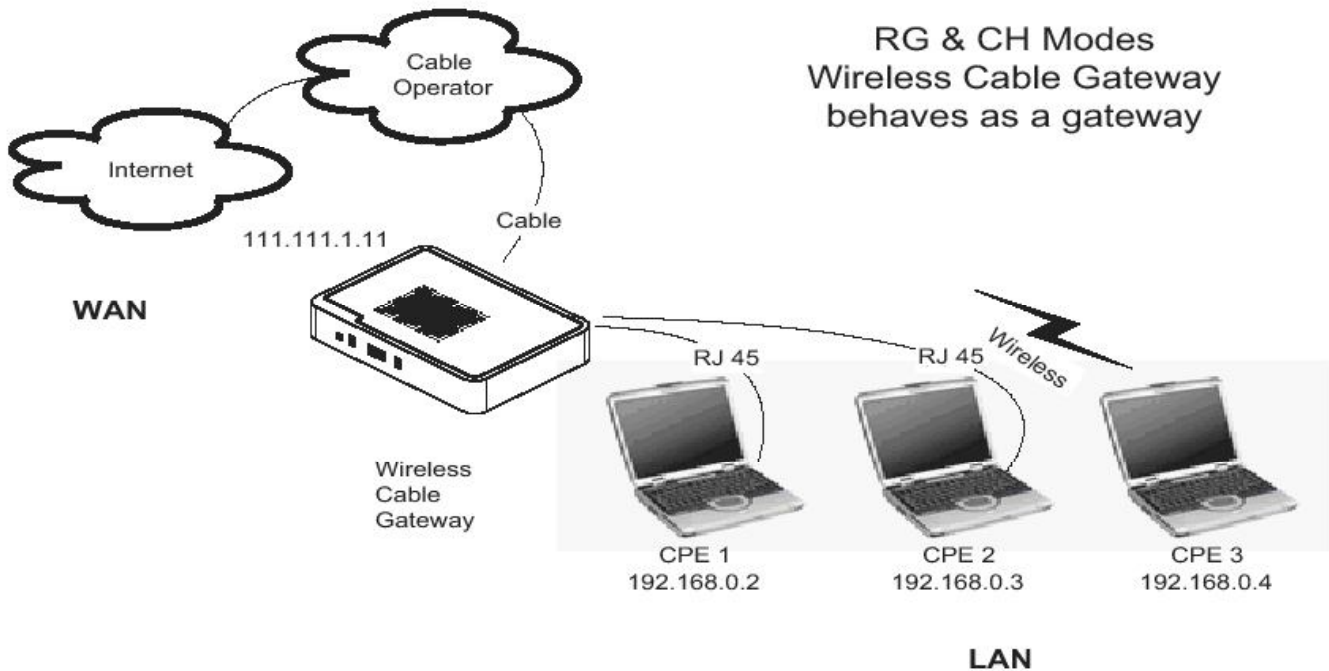 RG & CH Modes
Wireless Cable Gateway
behaves as a gateway
Cable
Operator
Internet
Cable
111.111.1.11
WAN
RJ 45
RJ 45
Wireless
Wireless
Cable
Gateway
CPE 1
192.168.0.2
CPE 2
192.168.0.3
CPE 3
192.168.0.4
LAN